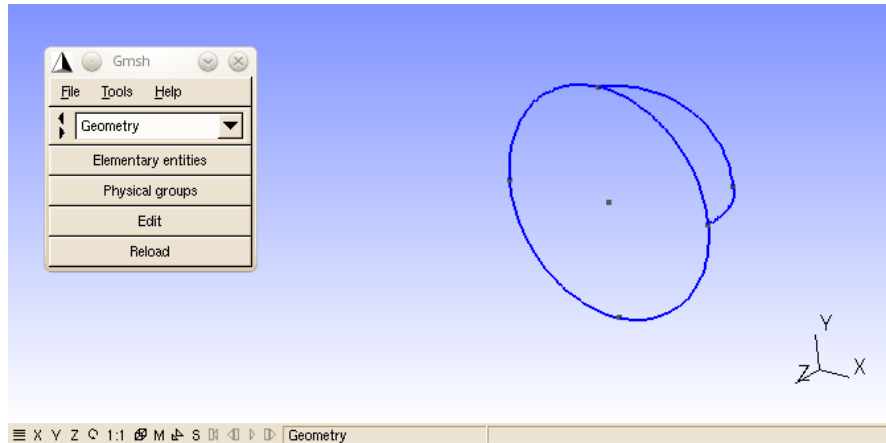 Gmsh
File Tools Help
Geometry
Elementary entities
Physical groups
Edit
Reload
Y
Z X
X Y Z 1:1 M S Geometry